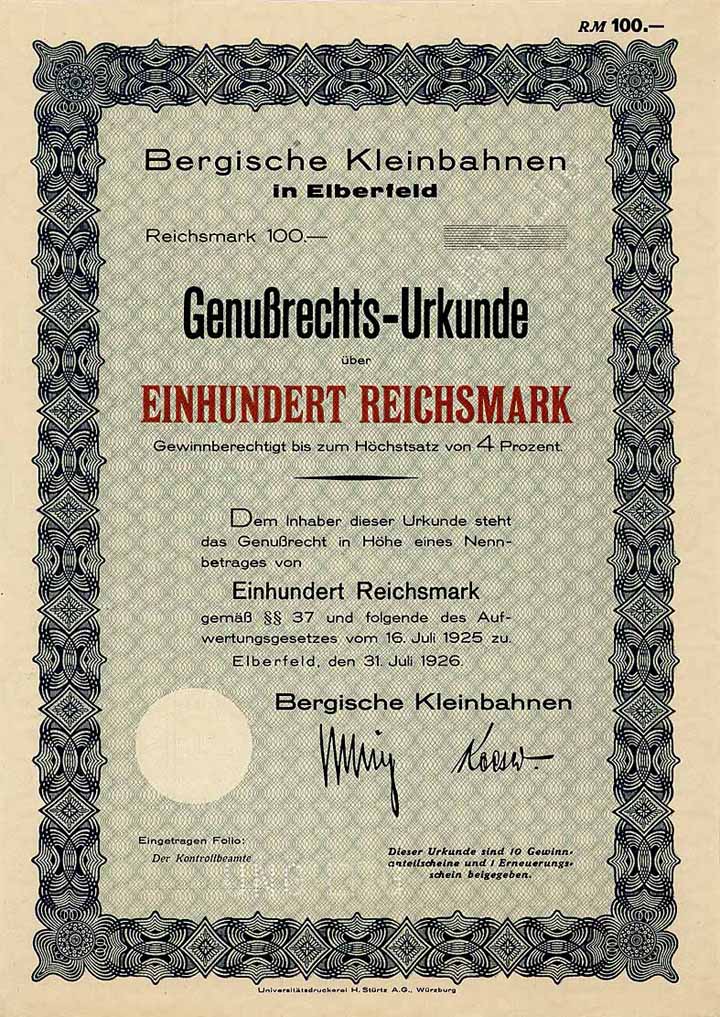 RM 100.—
Bergische Kleinbahnen
in Elberfeld
Reichsmark 100.—
Genußrechts-Urkunde
über
EINHUNDERT REICHSMARK
Gewinnberechtigt bis zum Höchstsatz von 4 Prozent.
Dem Inhaber dieser Urkunde steht
das Genußrecht in Höhe eines Nenn-
betrages von
Einhundert Reichsmark
gemäß §§ 37 und folgende des Auf-
wertungsgesetzes vom 16. Juli 1925 zu.
Elberfeld, den 31. Juli 1926.
Bergische Kleinbahnen
Eingetragen Folio:
Der Kontrollbeamte
Dieser Urkunde sind 10 Gewinn-
anteilscheine und 1 Erneuerungs-
schein beigegeben.
Universitätsdruckerei H. Stürtz A.G., Würzburg